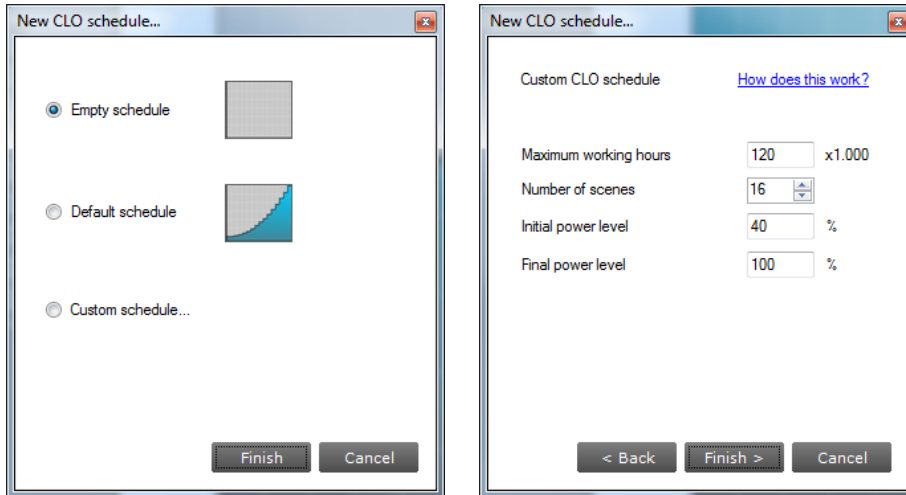 New CLO schedule...
Empty schedule
Default schedule
Custom schedule...
Finish Cancel
New CLO schedule...
Custom CLO schedule How does this work?
Maximum working hours 120 x1.000
Number of scenes 16
Initial power level 40 %
Final power level 100 %
< Back Finish > Cancel